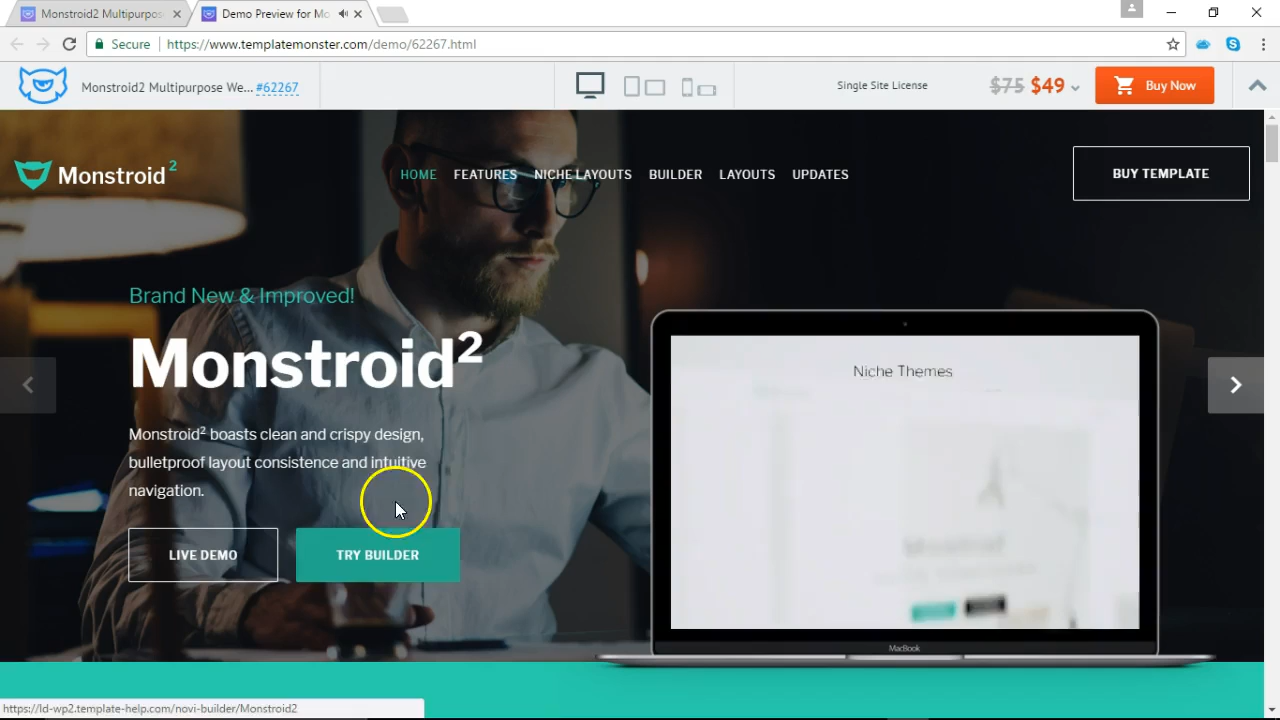 Monstroid2 Multipurpos
Demo Preview for Mo
Secure
https://www.templatemonster.com/demo/62267.html
Monstroid2 Multipurpose We... #62267
Single Site License
$75 $49
Buy Now
Monstroid2
HOME FEATURES NICHE LAYOUTS BUILDER LAYOUTS UPDATES
BUY TEMPLATE
Brand New & Improved!
Monstroid²
Monstroid² boasts clean and crispy design,
bulletproof layout consistence and intuitive
navigation.
LIVE DEMO TRY BUILDER
Niche Themes
MacBook
https://ld-wp2.template-help.com/novi-builder/Monstroid2